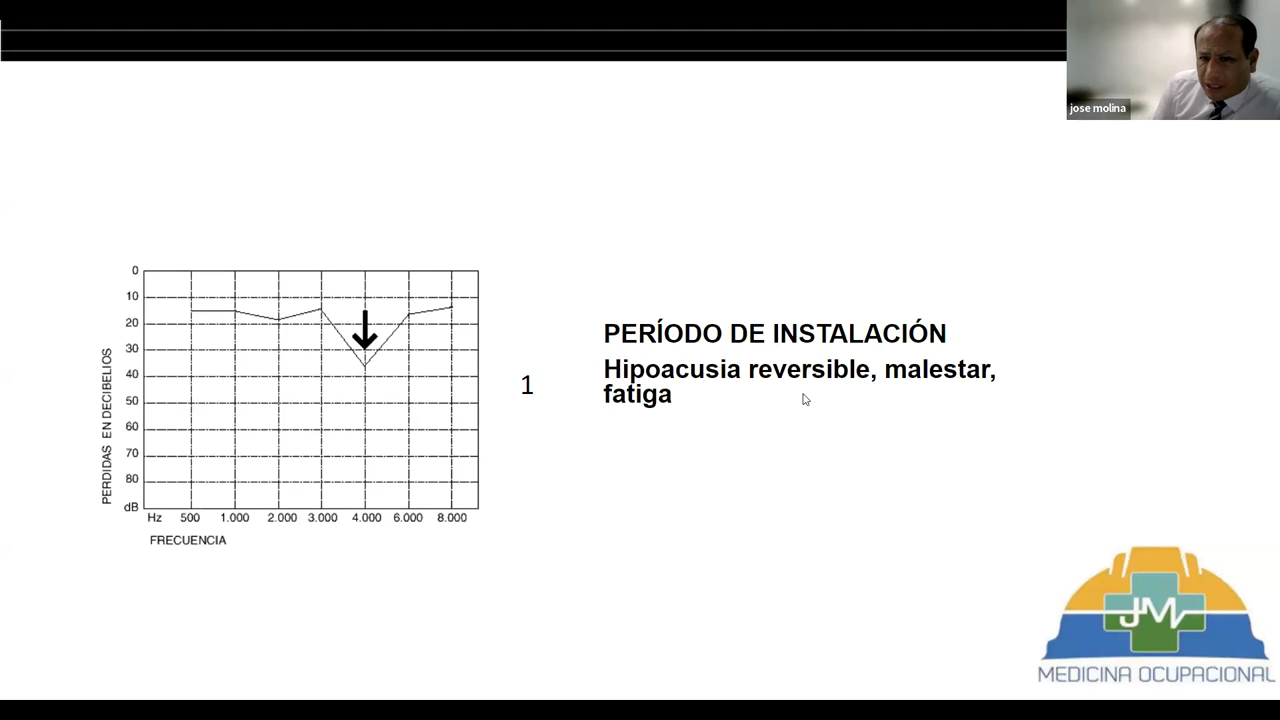 jose molina
0
10
20
30
40
50
60
70
80
dB
PERDIDAS EN DECIBELIOS
Hz 500 1.000 2.000 3.000 4.000 6.000 8.000
FRECUENCIA
1
PERÍODO DE INSTALACIÓN
Hipoacusia reversible, malestar,
fatiga
JM
MEDICINA OCUPACIONAL